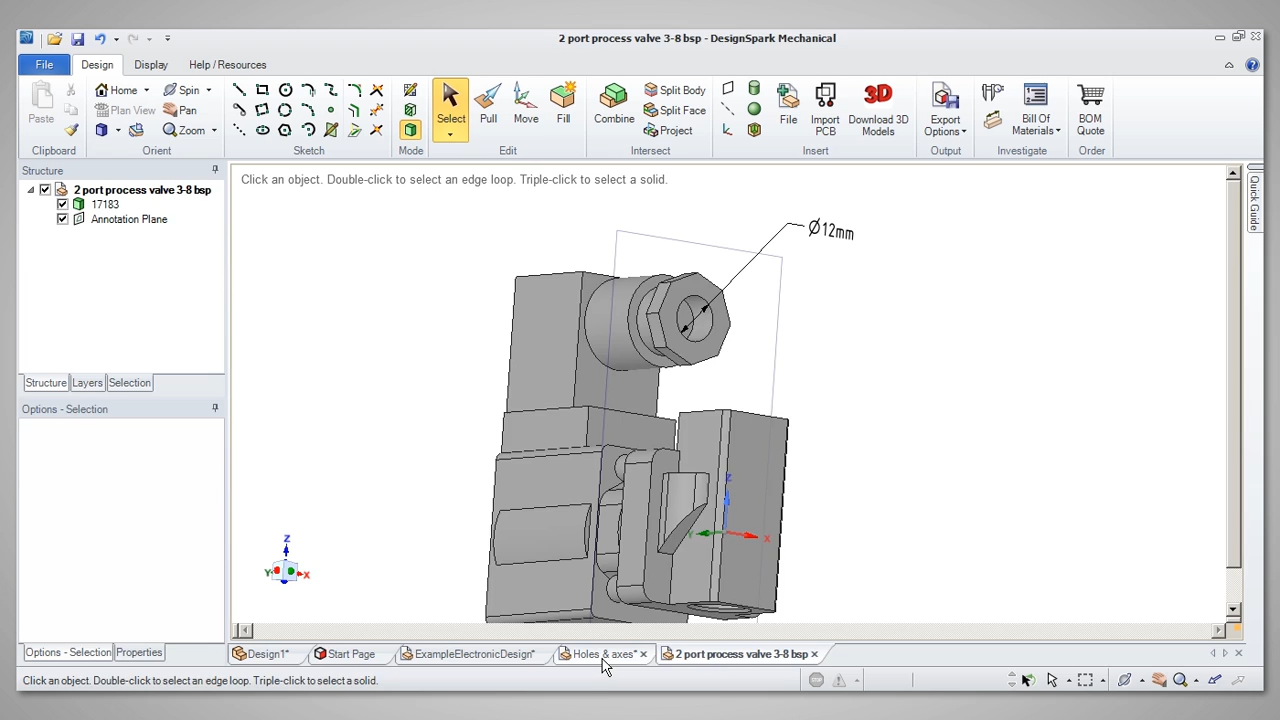 2 port process valve 3-8 bsp - DesignSpark Mechanical
File Design Display Help / Resources
Paste Home Spin Plan View Pan Zoom
Select Pull Move Fill Combine Split Body Split Face Project
File Import PCB Download 3D Models Export Options Bill Of Materials BOM Quote
Clipboard Orient Sketch Mode Edit Intersect Insert Output Investigate Order
Structure
2 port process valve 3-8 bsp
17183
Annotation Plane
Structure Layers Selection
Options - Selection
Options - Selection Properties
Click an object. Double-click to select an edge loop. Triple-click to select a solid.
Ø12mm
Z
Y X
Z
Y X
Quick Guide
Design1* Start Page ExampleElectronicDesign* Holes & axes* 2 port process valve 3-8 bsp
Click an object. Double-click to select an edge loop. Triple-click to select a solid.